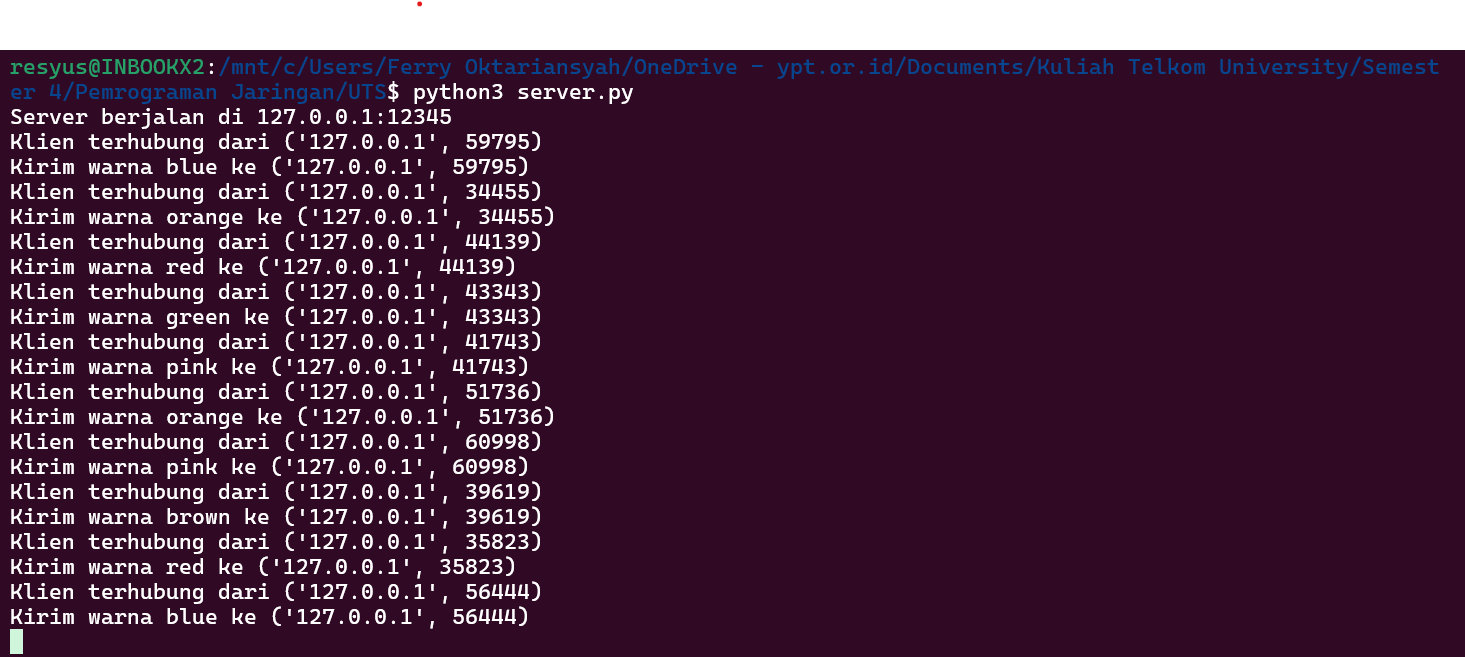 resyus@INBOOKX2:/mnt/c/Users/Ferry Oktariansyah/OneDrive - ypt.or.id/Documents/Kuliah Telkom University/Semest
er 4/Pemrograman Jaringan/UTS$ python3 server.py
Server berjalan di 127.0.0.1:12345
Klien terhubung dari ('127.0.0.1', 59795)
Kirim warna blue ke ('127.0.0.1', 59795)
Klien terhubung dari ('127.0.0.1', 34455)
Kirim warna orange ke ('127.0.0.1', 34455)
Klien terhubung dari ('127.0.0.1', 44139)
Kirim warna red ke ('127.0.0.1', 44139)
Klien terhubung dari ('127.0.0.1', 43343)
Kirim warna green ke ('127.0.0.1', 43343)
Klien terhubung dari ('127.0.0.1', 41743)
Kirim warna pink ke ('127.0.0.1', 41743)
Klien terhubung dari ('127.0.0.1', 51736)
Kirim warna orange ke ('127.0.0.1', 51736)
Klien terhubung dari ('127.0.0.1', 60998)
Kirim warna pink ke ('127.0.0.1', 60998)
Klien terhubung dari ('127.0.0.1', 39619)
Kirim warna brown ke ('127.0.0.1', 39619)
Klien terhubung dari ('127.0.0.1', 35823)
Kirim warna red ke ('127.0.0.1', 35823)
Klien terhubung dari ('127.0.0.1', 56444)
Kirim warna blue ke ('127.0.0.1', 56444)